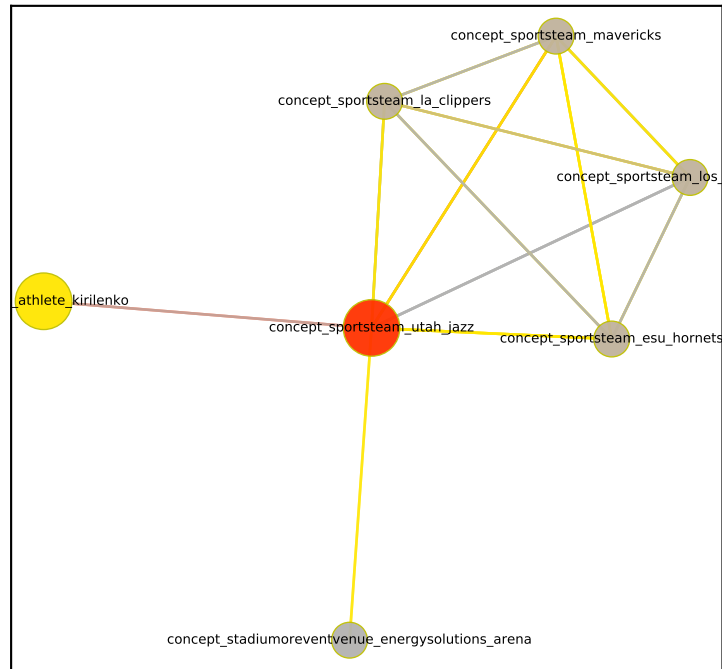 concept_sportsteam_mavericks
concept_sportsteam_la_clippers
concept_sportsteam_los_
_athlete_kirilenko
concept_sportsteam_utah_jazz
concept_sportsteam_esu_hornets
concept_stadiumoreventvenue_energysolutions_arena